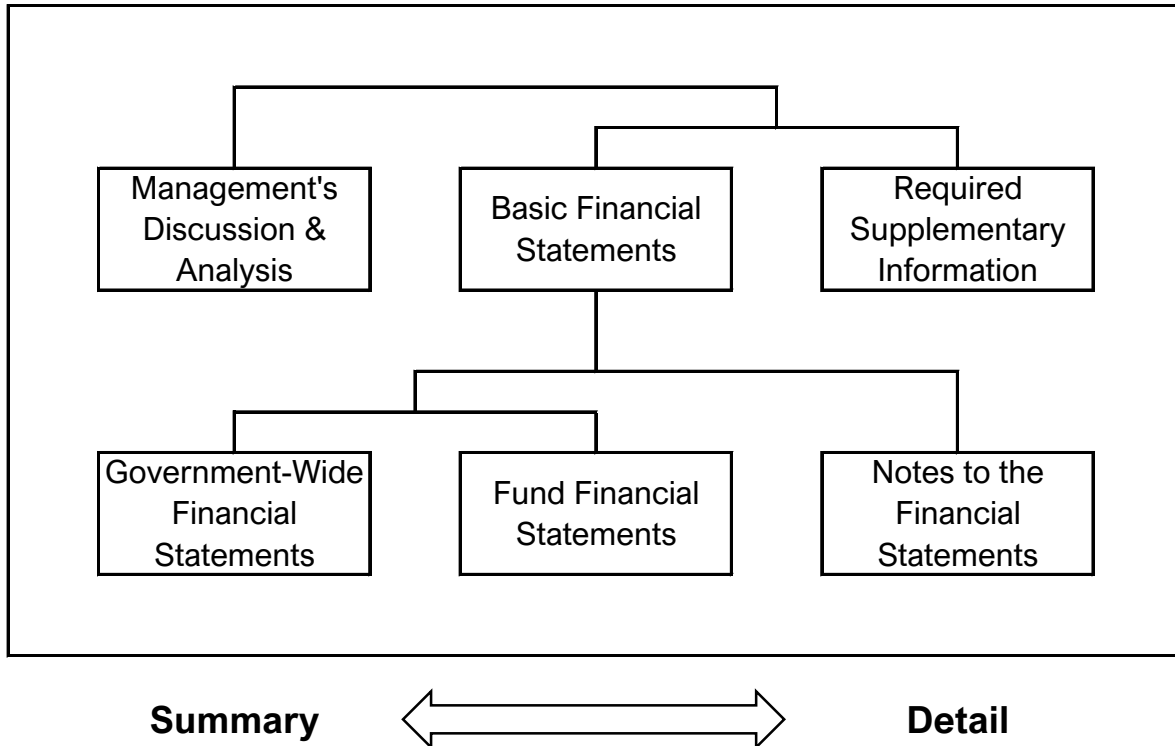 Management's
Discussion &
Analysis
Basic Financial
Statements
Required
Supplementary
Information
Government-Wide
Financial
Statements
Fund Financial
Statements
Notes to the
Financial
Statements
Summary
Detail